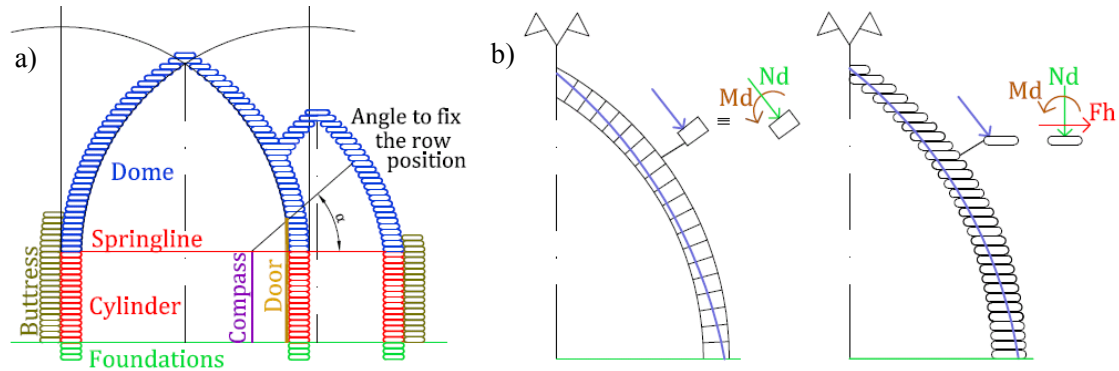 a)
Angle to fix
the row
position
Dome
α
Springline
Buttress
Cylinder
Compass
Door
Foundations
b)
Nd
Md
≡
Nd
Md
Fh